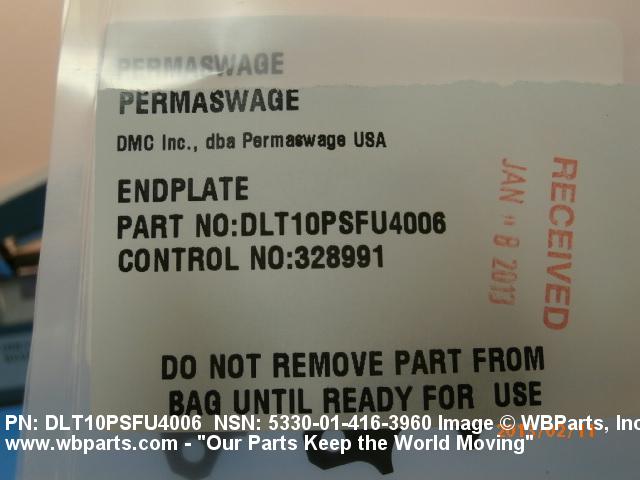 PERMASWAGE
PERMASWAGE
DMC Inc., dba Permaswage USA
ENDPLATE
PART NO:DLT10PSFU4006
CONTROL NO:328991
RECEIVED
JAN 8 2013
DO NOT REMOVE PART FROM
BAG UNTIL READY FOR USE
PN: DLT10PSFU4006 NSN: 5330-01-416-3960 Image © WBParts, Inc
www.wbparts.com - "Our Parts Keep the World Moving"